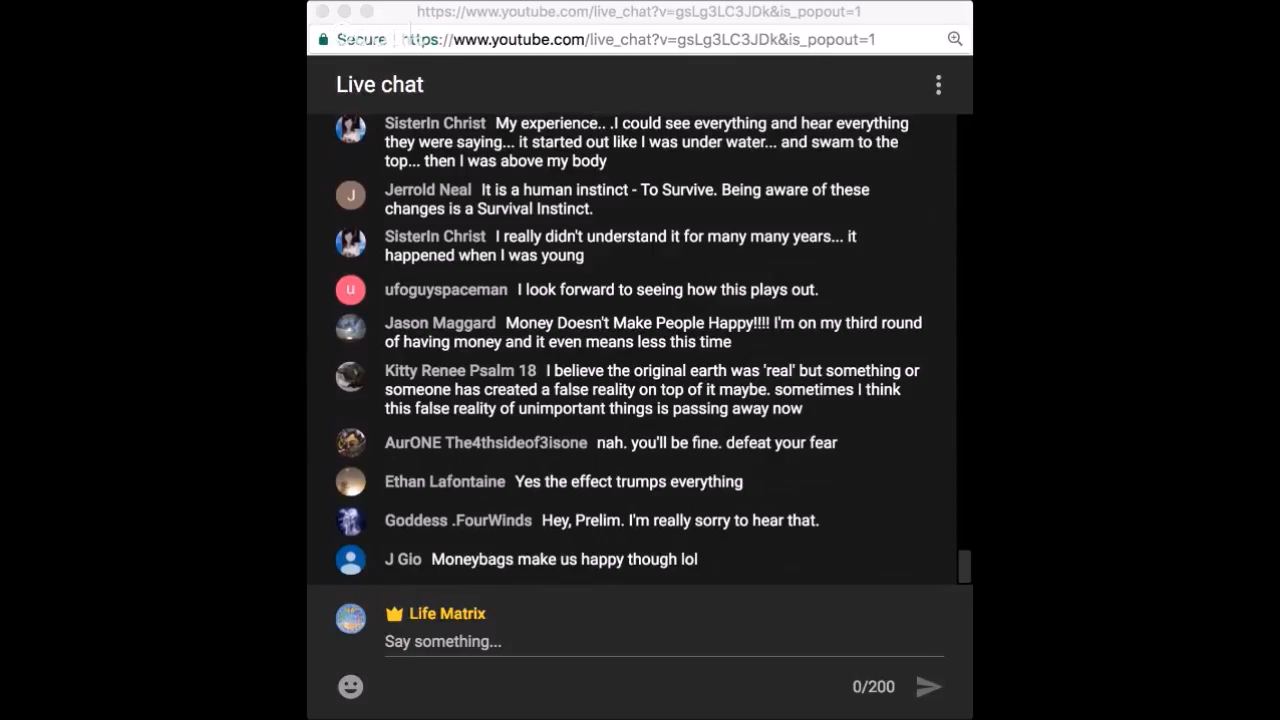 https://www.youtube.com/live_chat?v=gsLg3LC3JDk&is_popout=1
Secure https://www.youtube.com/live_chat?v=gsLg3LC3JDk&is_popout=1
Live chat
SisterIn Christ My experience.. .I could see everything and hear everything
they were saying... it started out like I was under water... and swam to the
top... then I was above my body
J
Jerrold Neal It is a human instinct - To Survive. Being aware of these
changes is a Survival Instinct.
SisterIn Christ I really didn't understand it for many many years... it
happened when I was young
u
ufoguyspaceman I look forward to seeing how this plays out.
Jason Maggard Money Doesn't Make People Happy!!!! I'm on my third round
of having money and it even means less this time
Kitty Renee Psalm 18 I believe the original earth was 'real' but something or
someone has created a false reality on top of it maybe. sometimes I think
this false reality of unimportant things is passing away now
AurONE The4thsideof3isone nah. you'll be fine. defeat your fear
Ethan Lafontaine Yes the effect trumps everything
Goddess .FourWinds Hey, Prelim. I'm really sorry to hear that.
J Gio Moneybags make us happy though lol
Life Matrix
Say something...
0/200